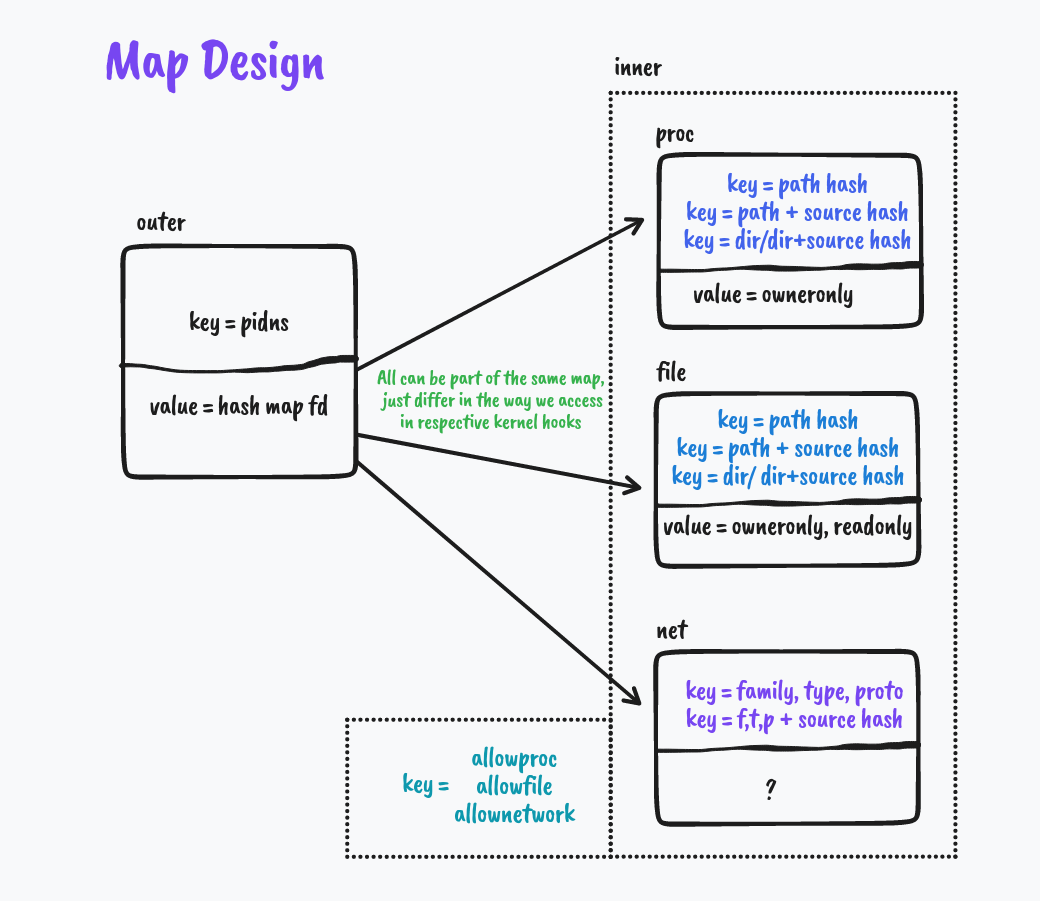 Map Design
outer
key = pidns
value = hash map fd
All can be part of the same map,
just differ in the way we access
in respective kernel hooks
inner
proc
key = path hash
key = path + source hash
key = dir/dir+source hash
value = owneronly
file
key = path hash
key = path + source hash
key = dir/ dir+source hash
value = owneronly, readonly
net
key = family, type, proto
key = f,t,p + source hash
?
allowproc
key = allowfile
allownetwork